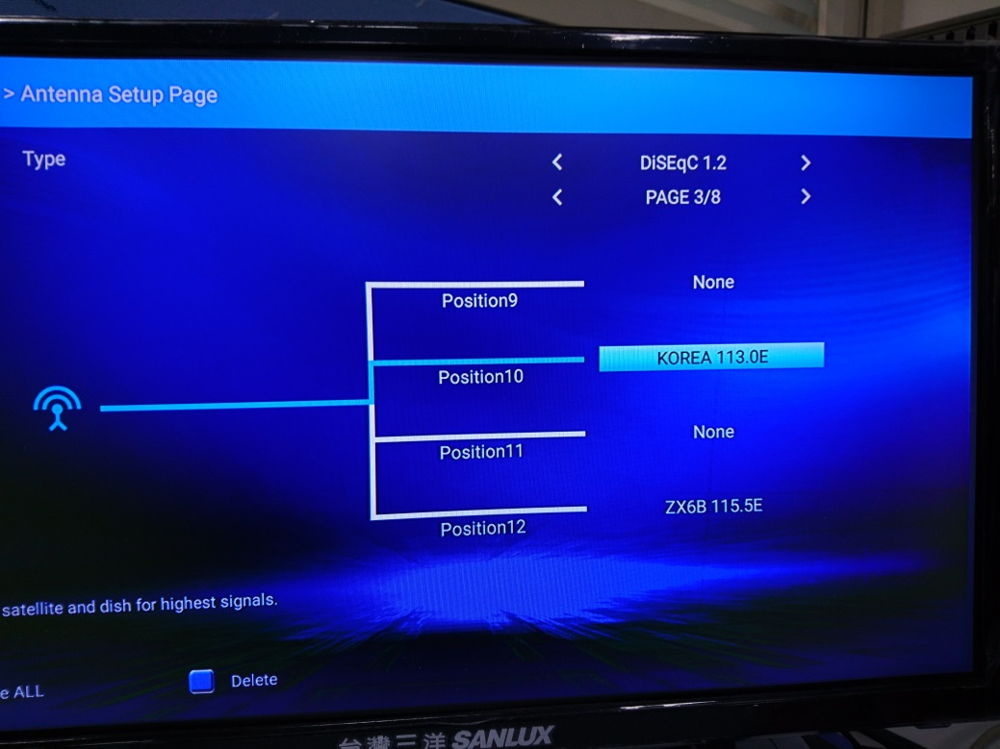 > Antenna Setup Page
Type
DiSEqC 1.2
PAGE 3/8
None
Position9
KOREA 113.0E
Position10
None
Position11
ZX6B 115.5E
Position12
satellite and dish for highest signals.
e ALL
Delete
台灣三洋 SANLUX